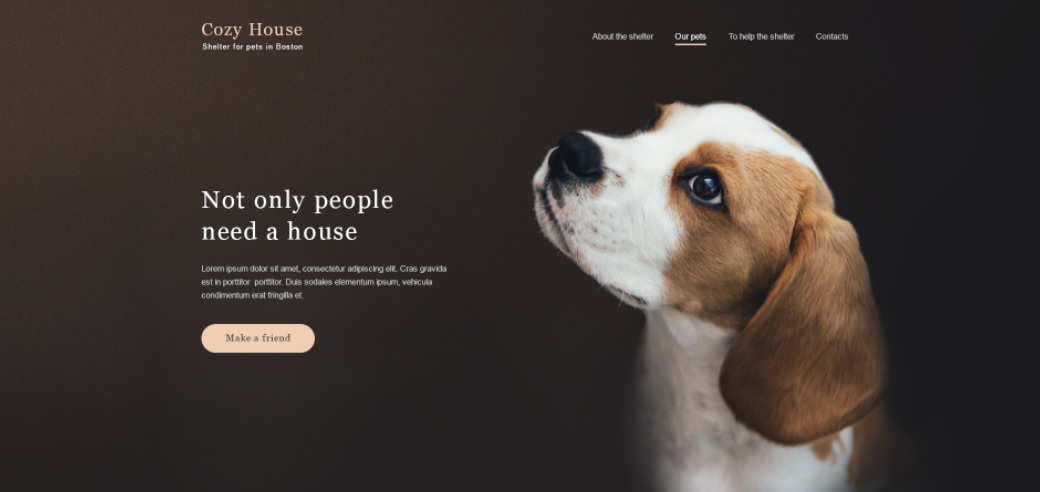 Cozy House
Shelter for pets in Boston
About the shelter
Our pets
To help the shelter
Contacts
Not only people
need a house
Lorem ipsum dolor sit amet, consectetur adipiscing elit. Cras gravida
est in porttitor porttitor. Duis sodales elementum ipsum, vehicula
condimentum erat fringilla et.
Make a friend